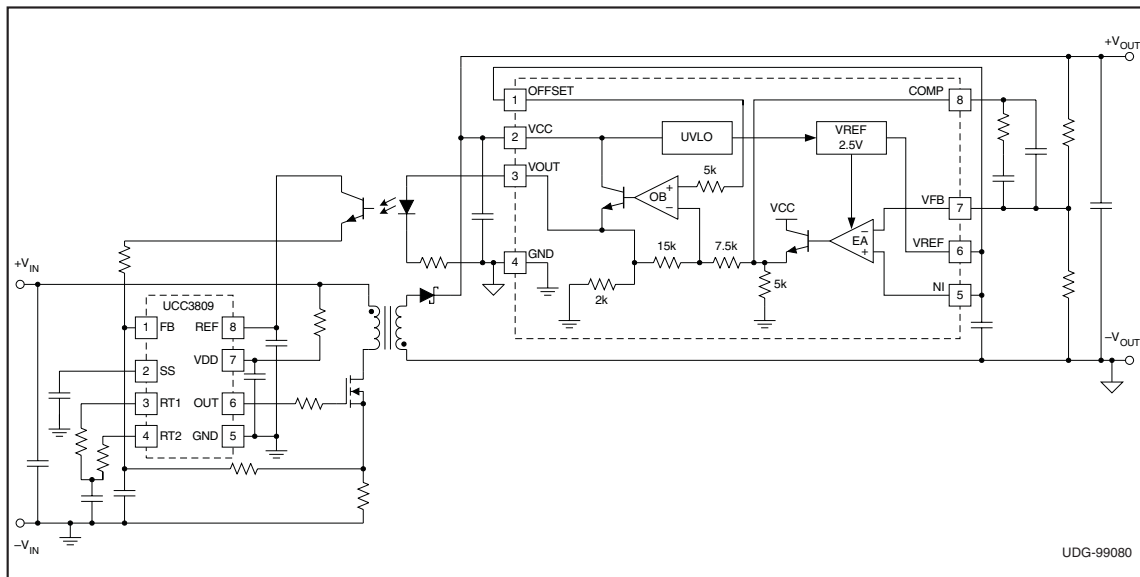 +VOUT
OFFSET
COMP
1
8
VCC
2
UVLO
VREF
2.5V
VOUT
3
5k
OB
+
–
VCC
VFB
7
EA
–
+
VREF
6
15k
7.5k
GND
4
5k
NI
5
2k
+VIN
UCC3809
1
FB
REF
8
VDD
7
2
SS
–VOUT
3
RT1
OUT
6
4
RT2
GND
5
–VIN
UDG-99080